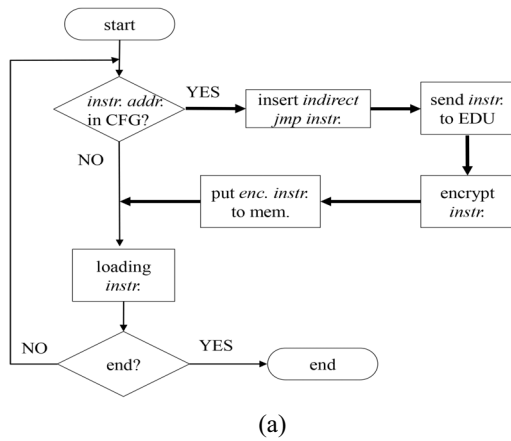 start
instr. addr.
in CFG?
YES
insert indirect
jmp instr.
send instr.
to EDU
NO
put enc. instr.
to mem.
encrypt
instr.
loading
instr.
NO
end?
YES
end
(a)